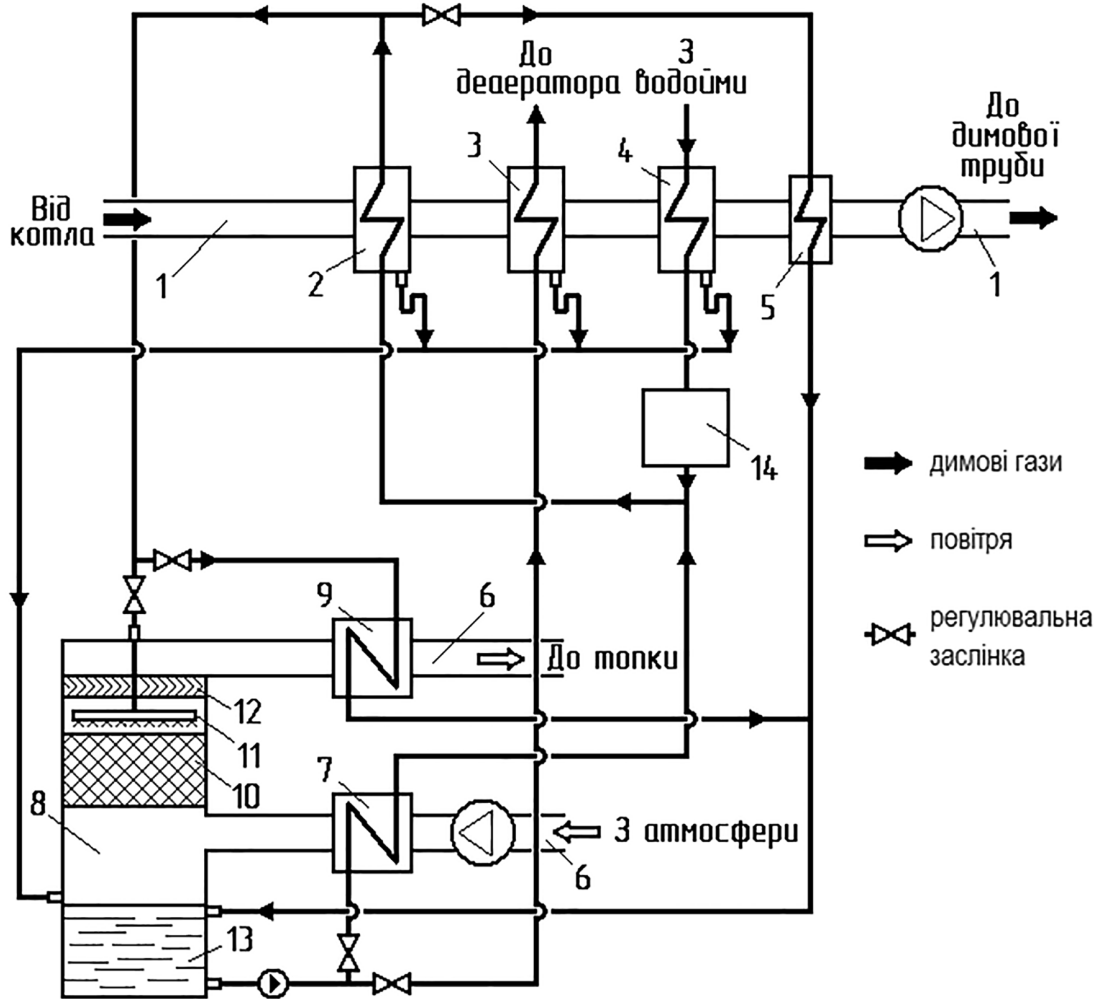 До
деаератора
З
водойми
До
димової
труби
Від
котла
1
2
3
4
5
1
14
димові гази
повітря
регулювальна
заслінка
9
6
До топки
12
11
10
8
7
З атмосфери
6
13